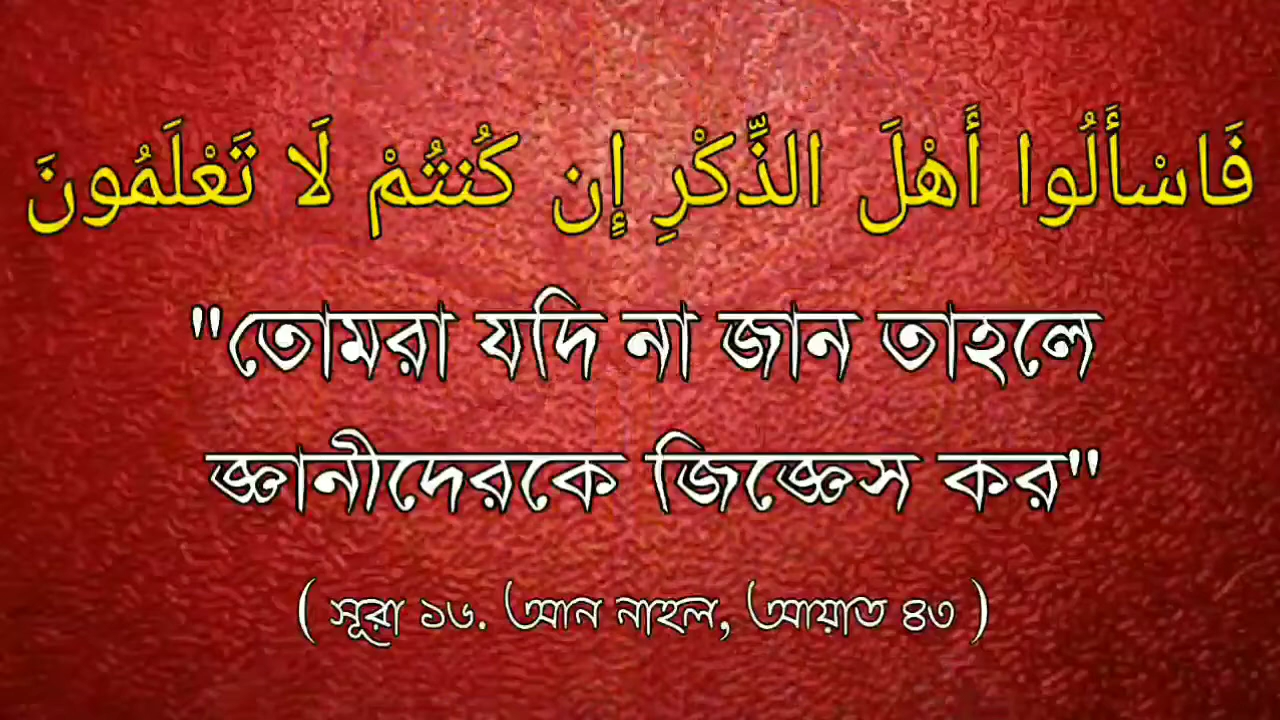 فَاسْأَلُوا أَهْلَ الذِّكْرِ إِن كُنتُمْ لَا تَعْلَمُونَ
"তোমরা যদি না জান তাহলে
জ্ঞানীদেরকে জিজ্ঞেস কর"
( সূরা ১৬. আন নাহল, আয়াত ৪৩ )